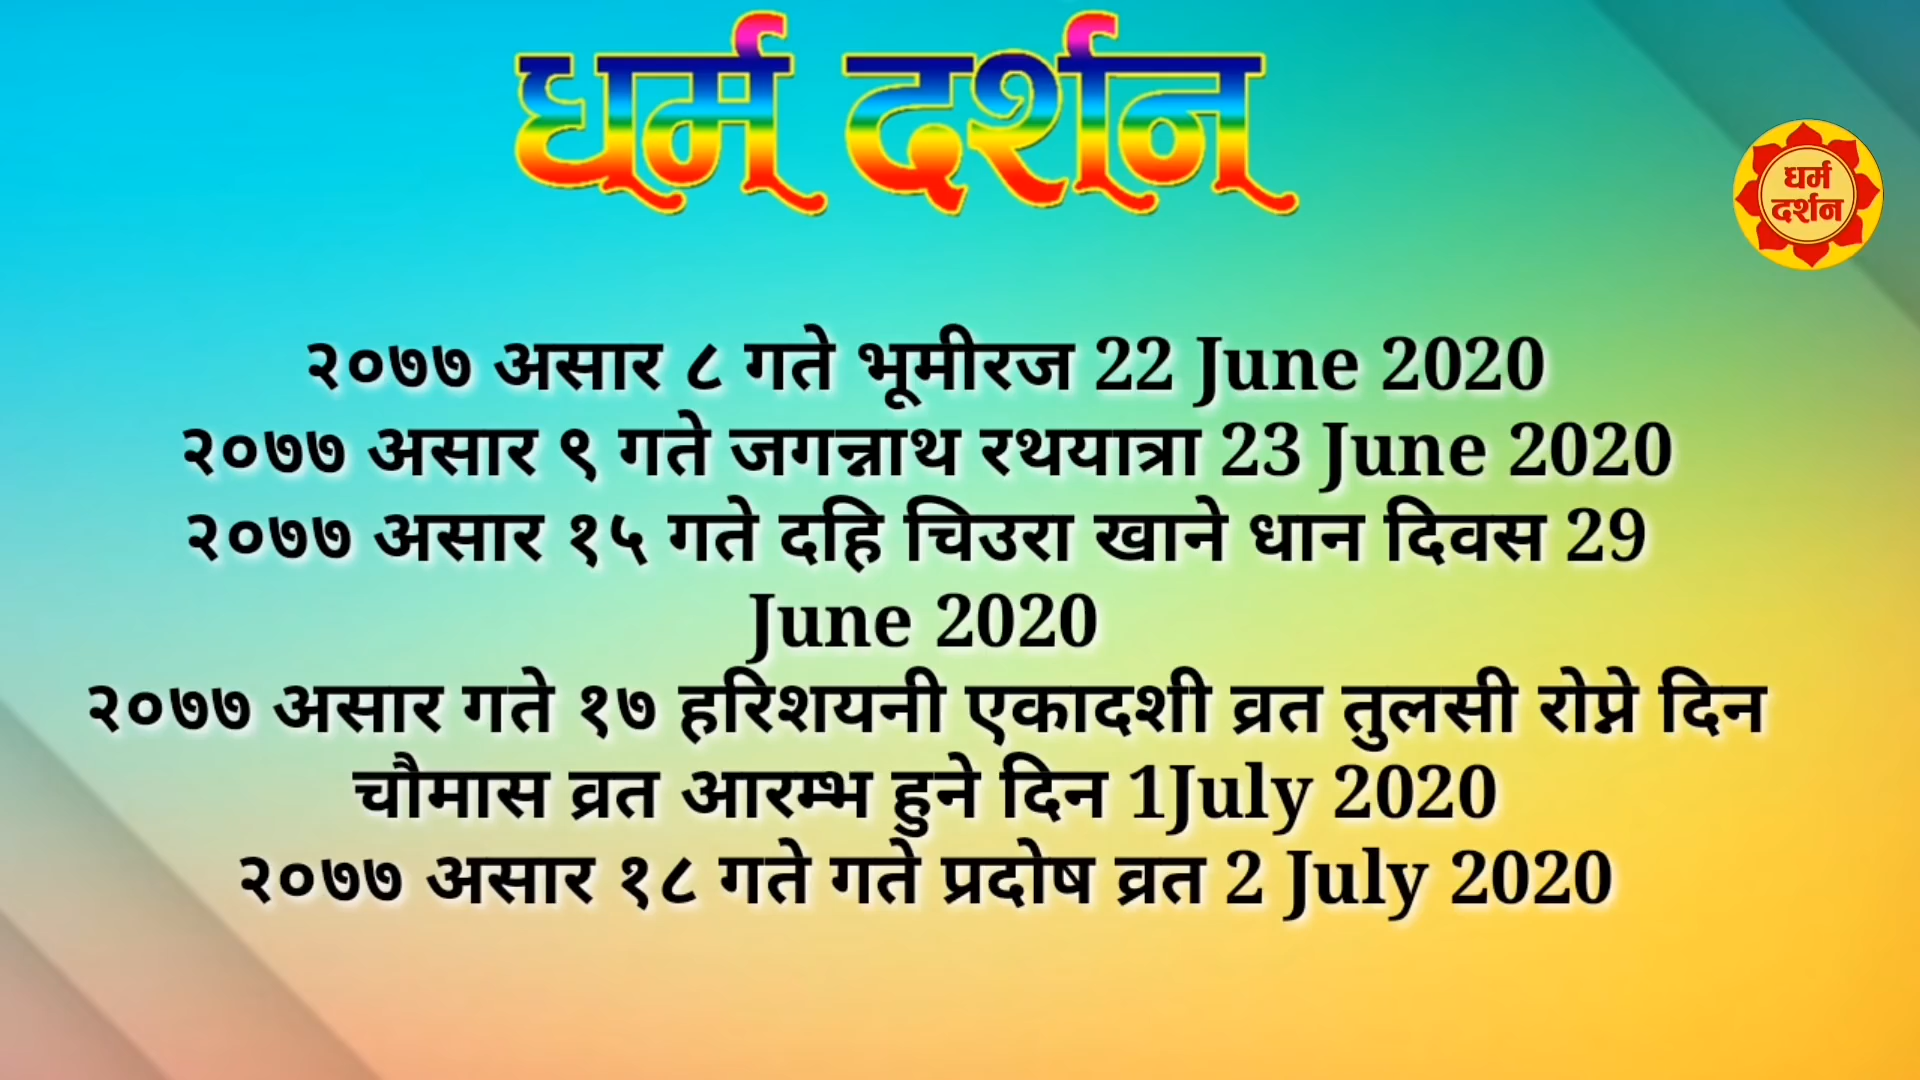 धर्म दर्शन
धर्म
दर्शन
२०७७ असार ८ गते भूमीरज 22 June 2020
२०७७ असार ९ गते जगन्नाथ रथयात्रा 23 June 2020
२०७७ असार १५ गते दहि चिउरा खाने धान दिवस 29
June 2020
२०७७ असार गते १७ हरिशयनी एकादशी व्रत तुलसी रोप्ने दिन
चौमास व्रत आरम्भ हुने दिन 1July 2020
२०७७ असार १८ गते गते प्रदोष व्रत 2 July 2020